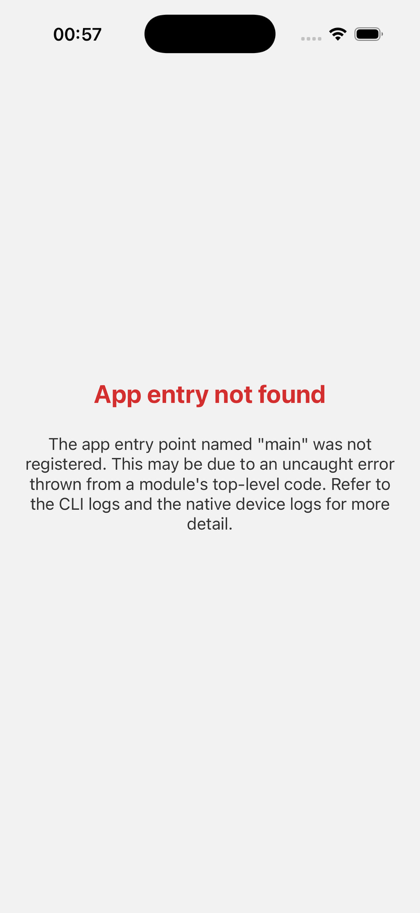 00:57
App entry not found
The app entry point named "main" was not
registered. This may be due to an uncaught error
thrown from a module's top-level code. Refer to
the CLI logs and the native device logs for more
detail.